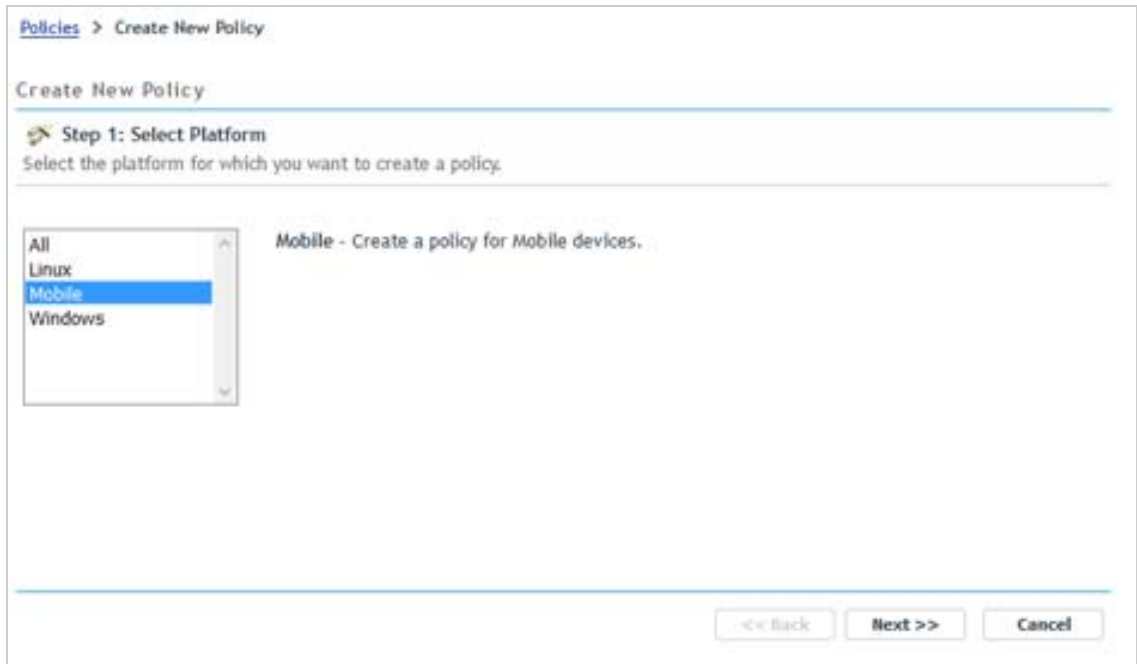 Policies > Create New Policy
Create New Policy
Step 1: Select Platform
Select the platform for which you want to create a policy.
All
Linux
Mobile
Windows
Mobile - Create a policy for Mobile devices.
<< Back Next >> Cancel